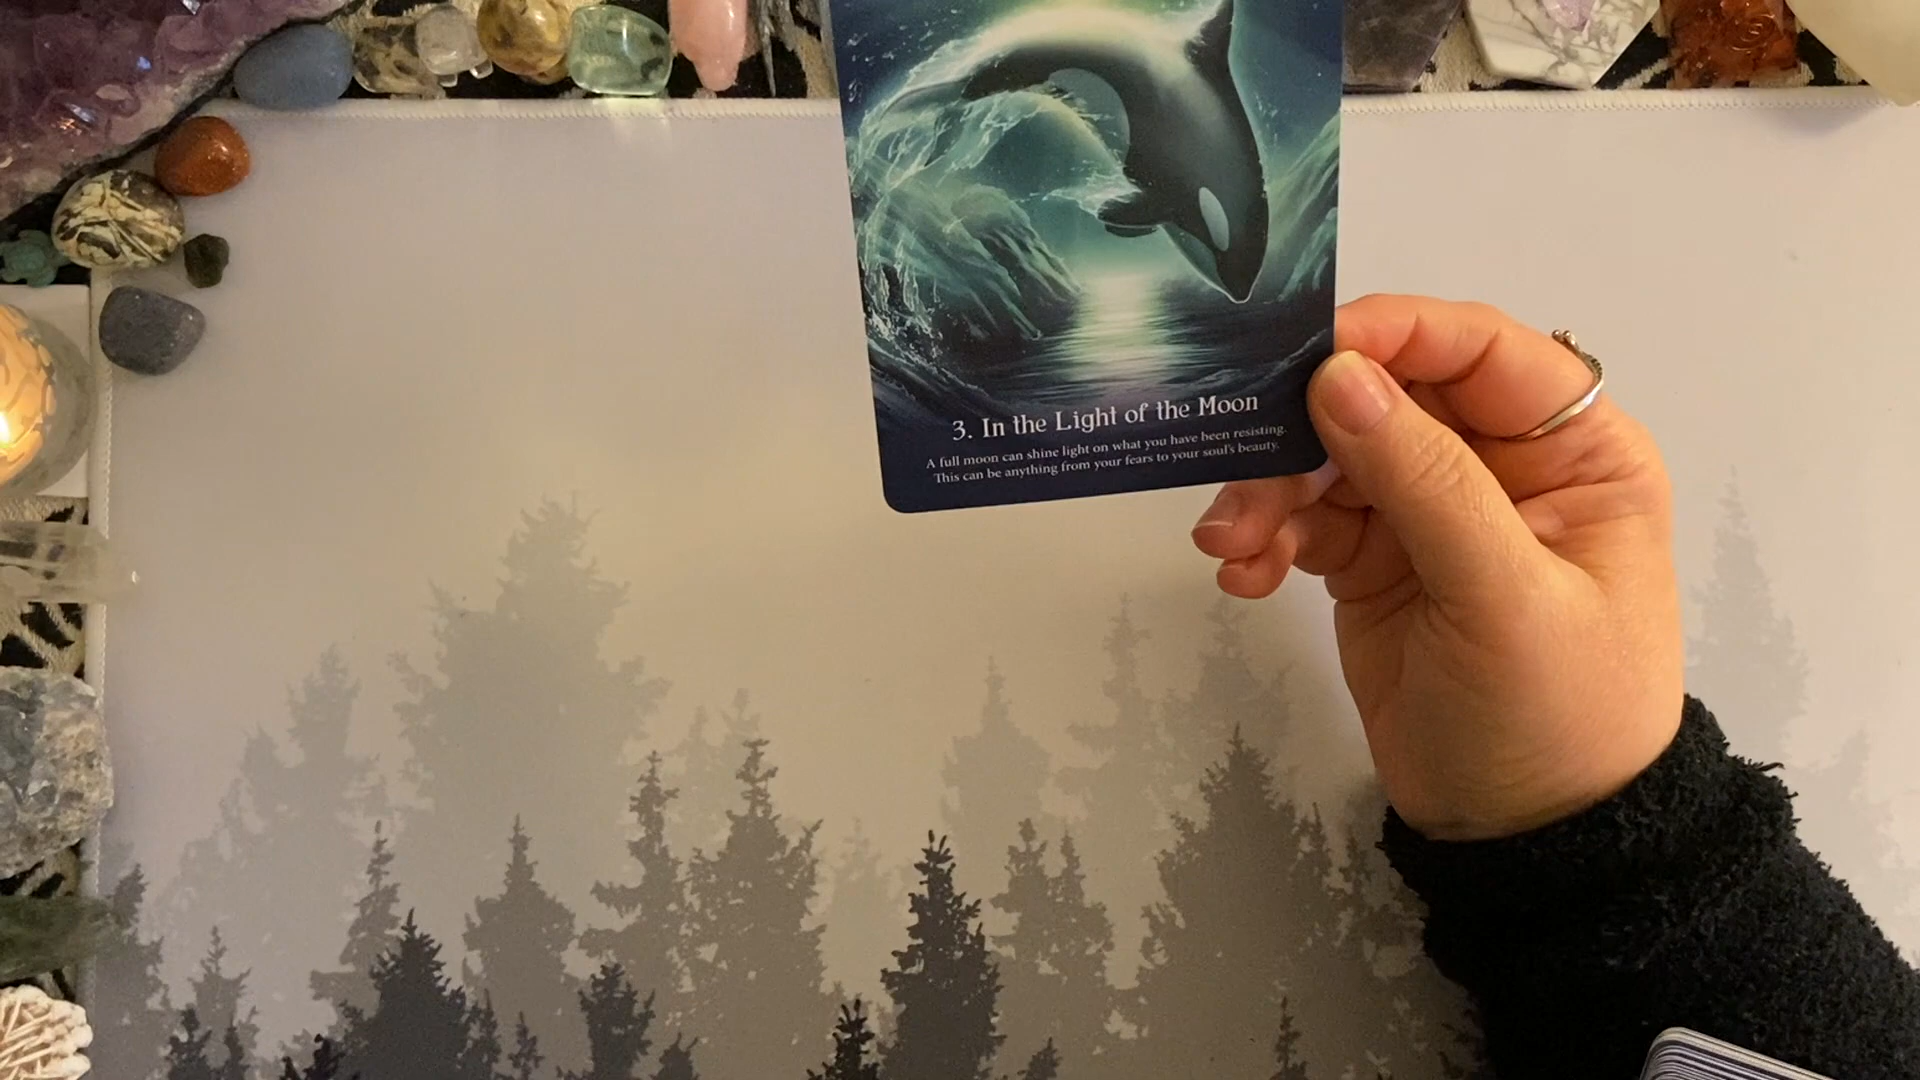 3. In the Light of the Moon
A full moon can shine light on what you have been resisting.
This can be anything from your fears to your soul's beauty.